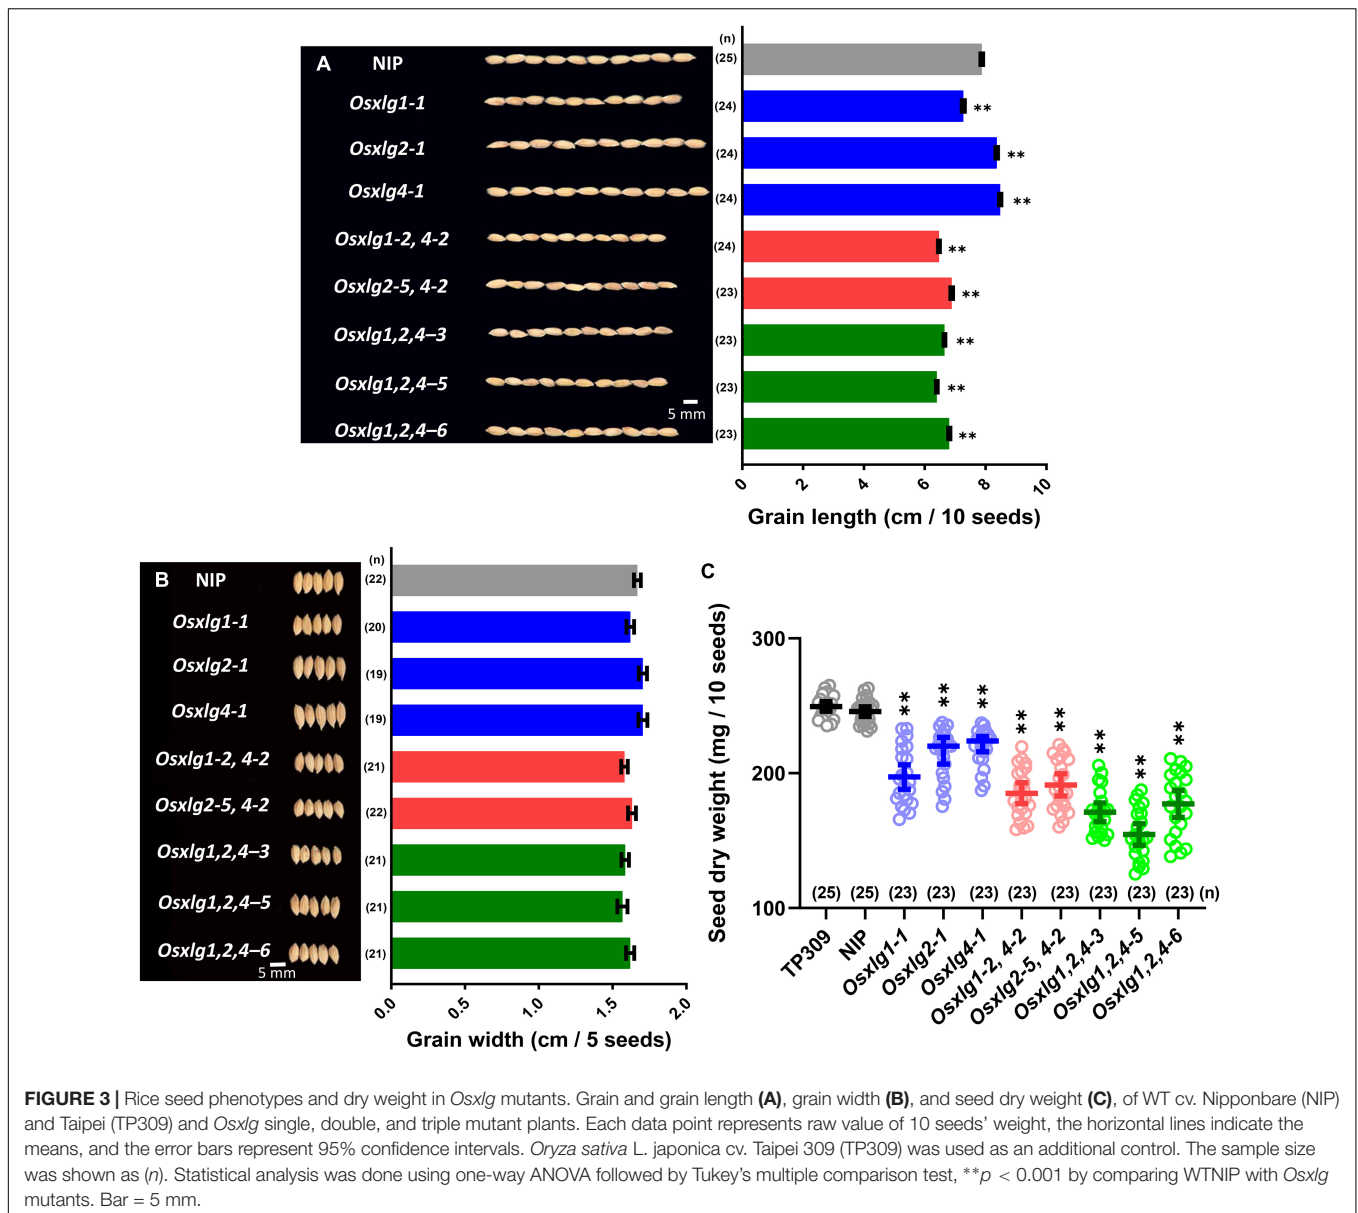 A
NIP
Osxlg1-1
Osxlg2-1
Osxlg4-1
Osxlg1-2, 4-2
Osxlg2-5, 4-2
Osxlg1,2,4–3
Osxlg1,2,4–5
Osxlg1,2,4–6
5 mm
(n)
(25)
(24) **
(24) **
(24) **
(24) **
(23) **
(23) **
(23) **
(23) **
0 2 4 6 8 10
Grain length (cm / 10 seeds)
B
NIP
Osxlg1-1
Osxlg2-1
Osxlg4-1
Osxlg1-2, 4-2
Osxlg2-5, 4-2
Osxlg1,2,4–3
Osxlg1,2,4–5
Osxlg1,2,4–6
5 mm
(n)
(22)
(20)
(19)
(19)
(21)
(22)
(21)
(21)
(21)
0.0 0.5 1.0 1.5 2.0
Grain width (cm / 5 seeds)
C
Seed dry weight (mg / 10 seeds)
300
200
100
** ** ** ** ** ** ** **
(25) (25) (23) (23) (23) (23) (23) (23) (23) (23) (n)
TP309
NIP
Osxlg1-1
Osxlg2-1
Osxlg4-1
Osxlg1-2, 4-2
Osxlg2-5, 4-2
Osxlg1,2,4-3
Osxlg1,2,4-5
Osxlg1,2,4-6
FIGURE 3 | Rice seed phenotypes and dry weight in Osxlg mutants. Grain and grain length (A), grain width (B), and seed dry weight (C), of WT cv. Nipponbare (NIP)
and Taipei (TP309) and Osxlg single, double, and triple mutant plants. Each data point represents raw value of 10 seeds' weight, the horizontal lines indicate the
means, and the error bars represent 95% confidence intervals. Oryza sativa L. japonica cv. Taipei 309 (TP309) was used as an additional control. The sample size
was shown as (n). Statistical analysis was done using one-way ANOVA followed by Tukey's multiple comparison test, **p < 0.001 by comparing WTNIP with Osxlg
mutants. Bar = 5 mm.